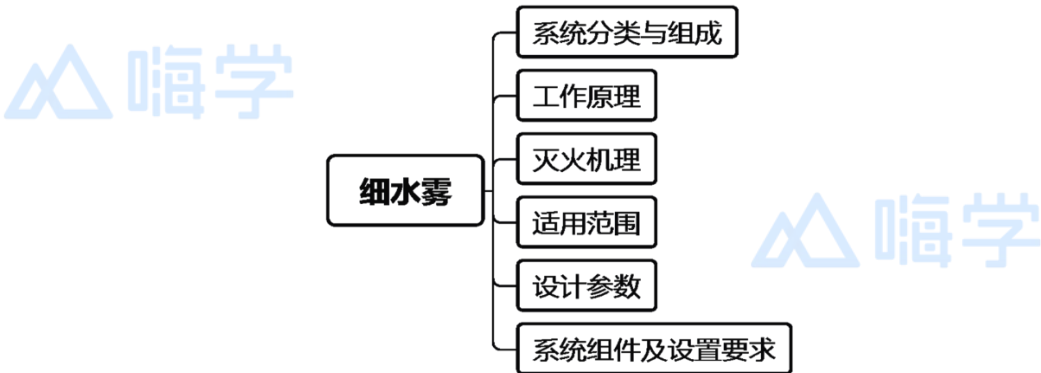 嗨学
系统分类与组成
工作原理
灭火机理
细水雾
适用范围
嗨学
设计参数
系统组件及设置要求